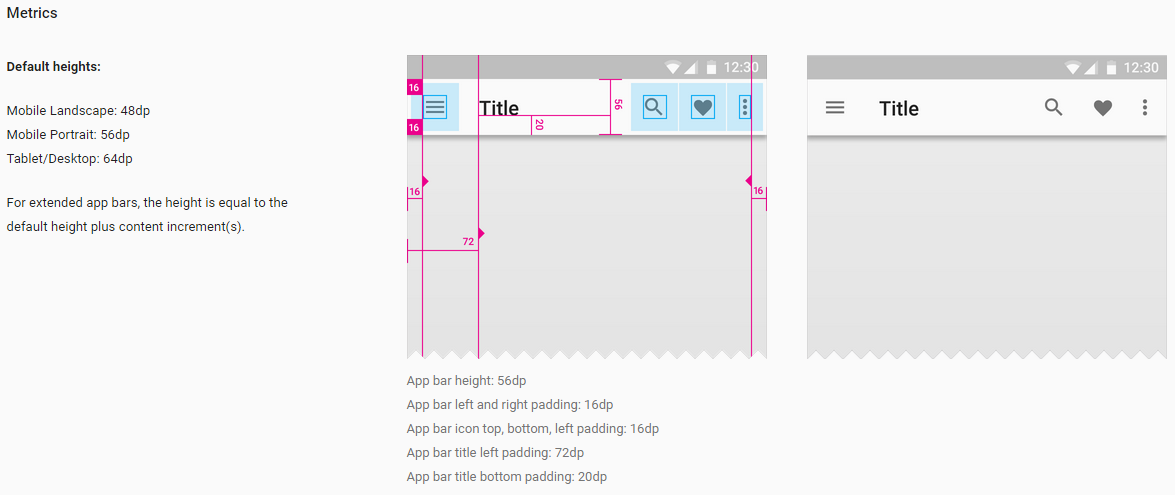 Metrics
Default heights:
Mobile Landscape: 48dp
Mobile Portrait: 56dp
Tablet/Desktop: 64dp
For extended app bars, the height is equal to the
default height plus content increment(s).
12:30
16
Title
56
20
16
16
16
72
App bar height: 56dp
App bar left and right padding: 16dp
App bar icon top, bottom, left padding: 16dp
App bar title left padding: 72dp
App bar title bottom padding: 20dp
12:30
Title